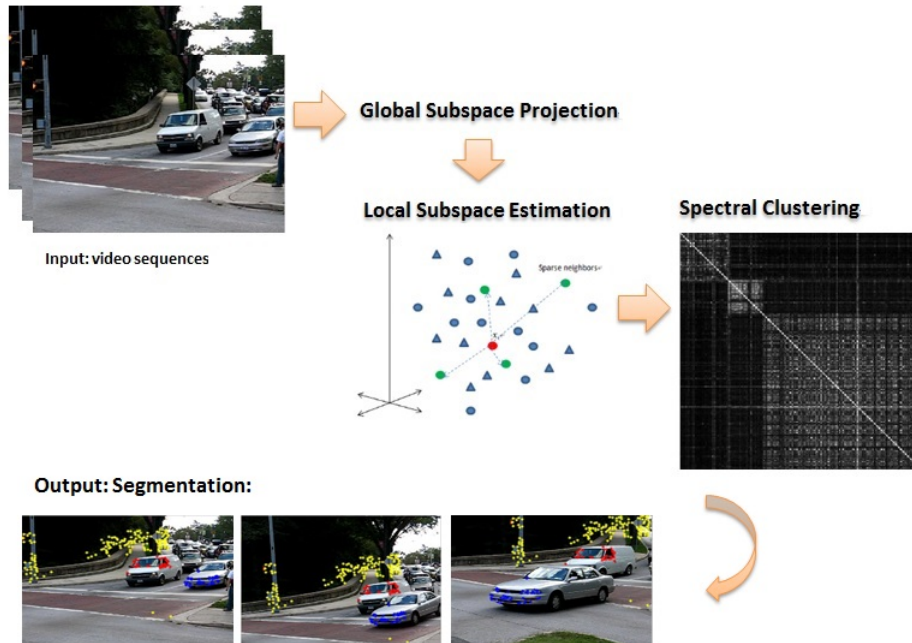 Global Subspace Projection
Local Subspace Estimation
Spectral Clustering
Input: video sequences
Sparse neighbors
Output: Segmentation: